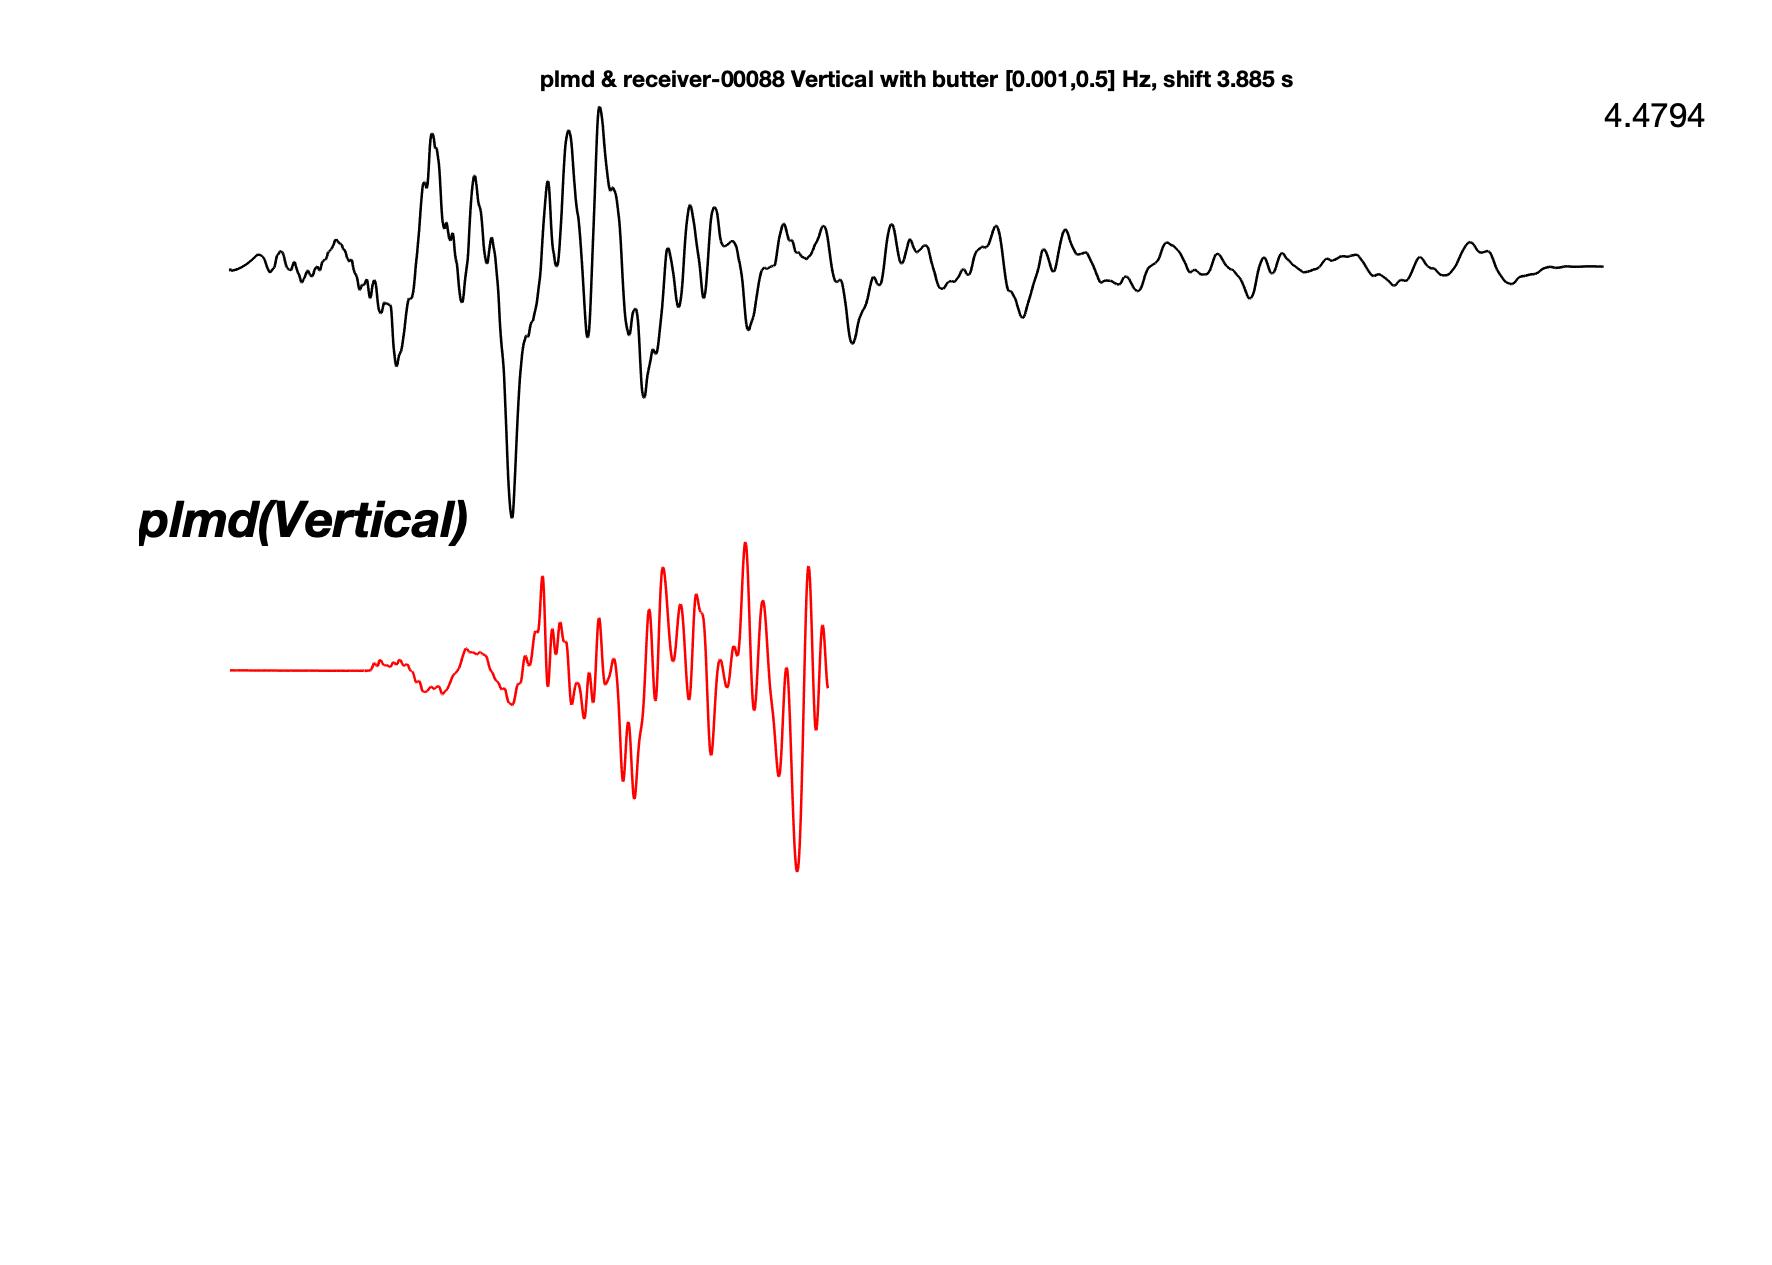 plmd & receiver-00088 Vertical with butter [0.001,0.5] Hz, shift 3.885 s
4.4794
plmd(Vertical)